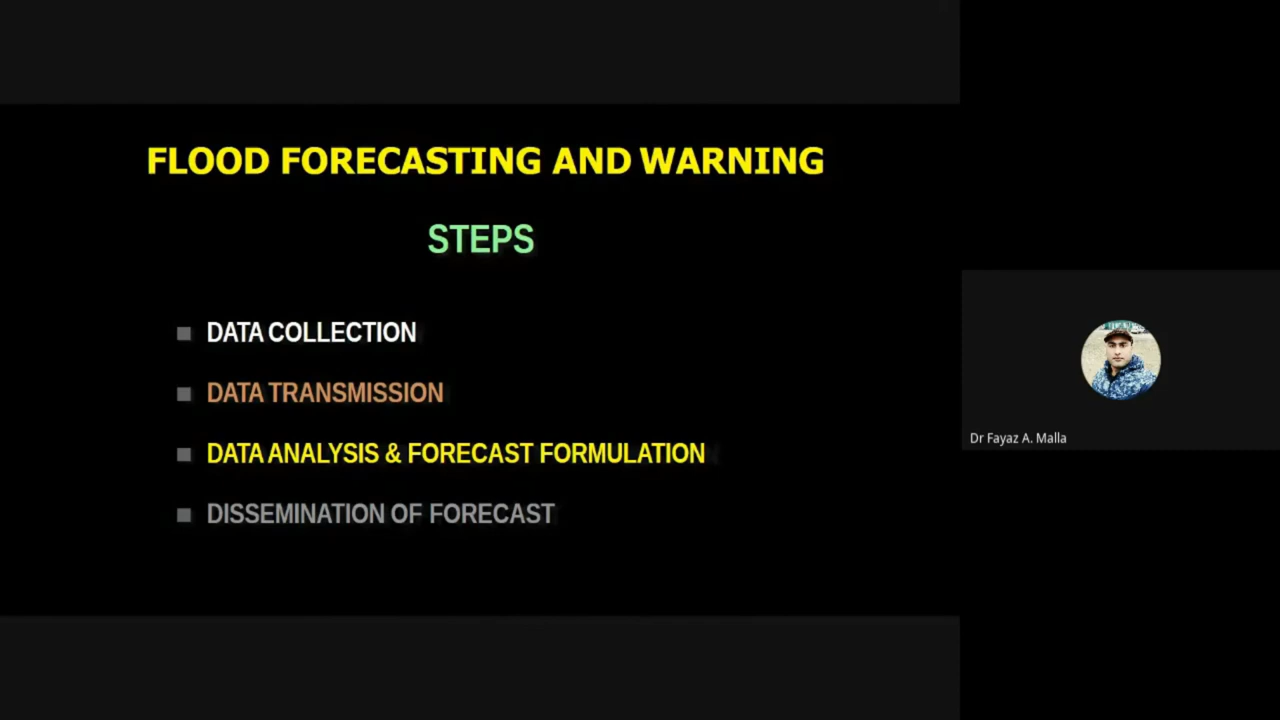 FLOOD FORECASTING AND WARNING
STEPS
DATA COLLECTION
DATA TRANSMISSION
DATA ANALYSIS & FORECAST FORMULATION
DISSEMINATION OF FORECAST
Dr Fayaz A. Malla